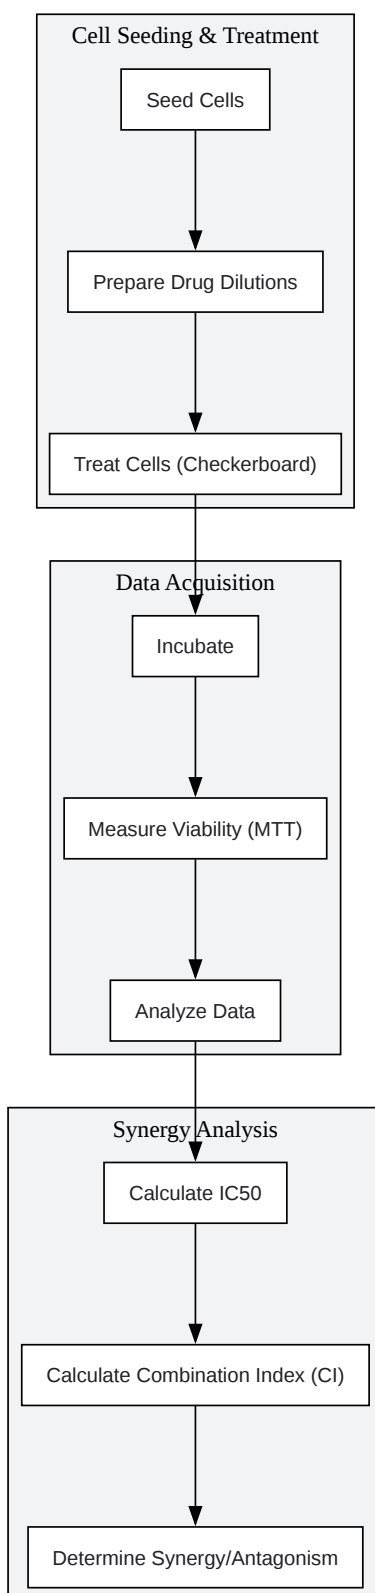 Cell Seeding & Treatment
Seed Cells
Prepare Drug Dilutions
Treat Cells (Checkerboard)
Data Acquisition
Incubate
Measure Viability (MTT)
Analyze Data
Synergy Analysis
Calculate IC50
Calculate Combination Index (CI)
Determine Synergy/Antagonism